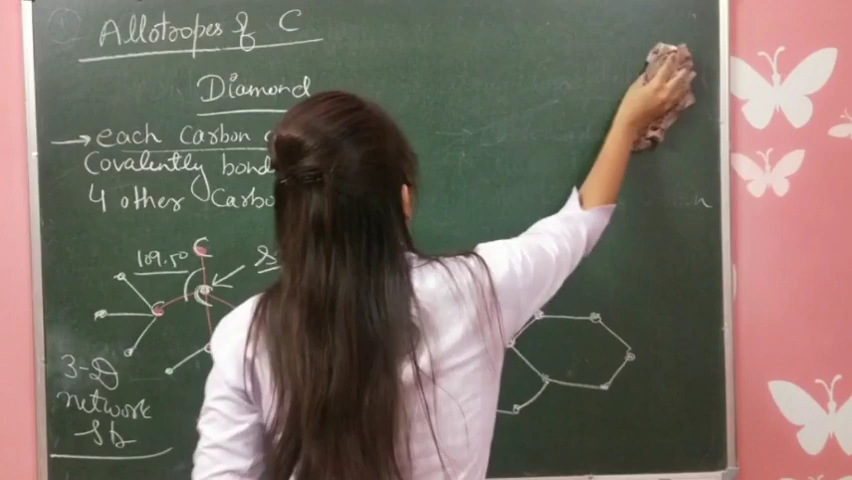 Allotropes of C
Diamond
→ each carbon
Covalently bond
4 other Carbo
109.5°
C
C
C
3-D
network